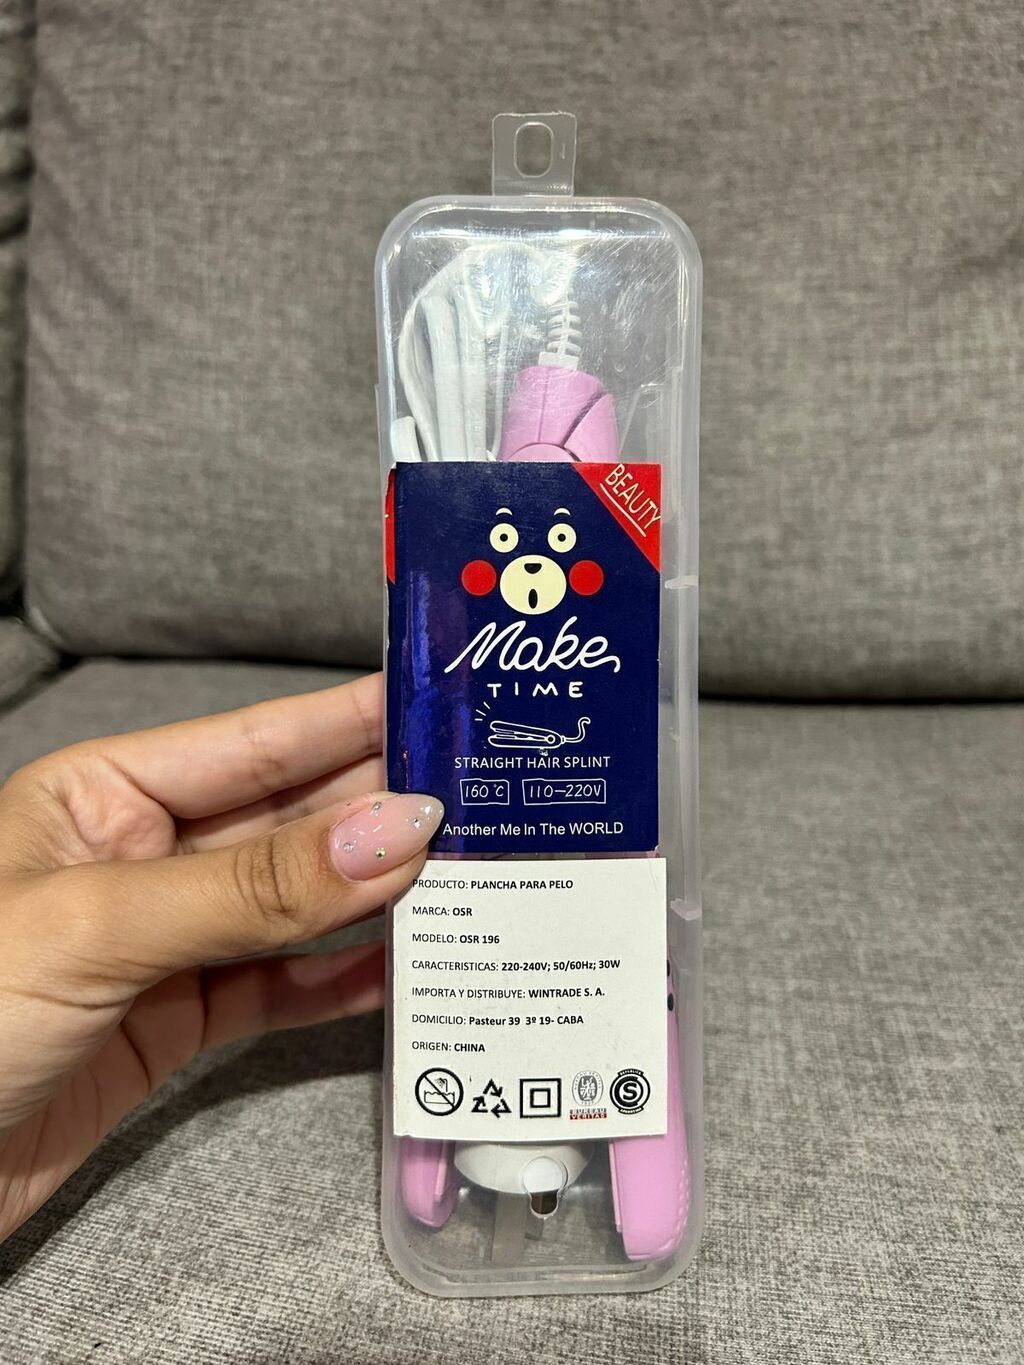 BEAUTY
Make
TIME
STRAIGHT HAIR SPLINT
160°C 110-220V
Another Me In The WORLD
PRODUCTO: PLANCHA PARA PELO
MARCA: OSR
MODELO: OSR 196
CARACTERISTICAS: 220-240V; 50/60Hz; 30W
IMPORTA Y DISTRIBUYE: WINTRADE S. A.
DOMICILIO: Pasteur 39 3º 19- CABA
ORIGEN: CHINA
S
BUREAU
VERITAS